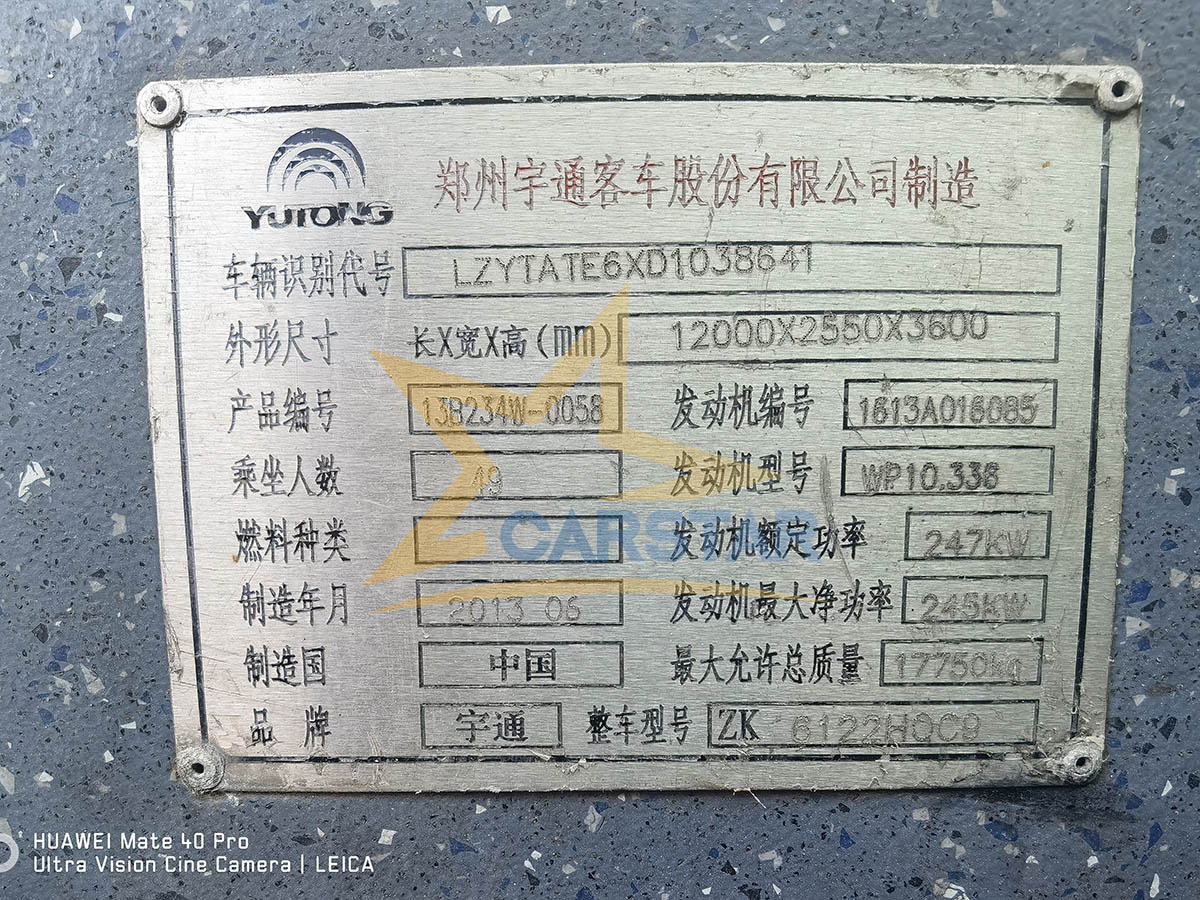 YUTONG
郑州宇通客车股份有限公司制造
车辆识别代号 LZYTATE6XD1038641
外形尺寸 长X宽X高(mm) 12000X2550X3600
产品编号 13B234W-0058 发动机编号 1613A016085
乘坐人数 49 发动机型号 WP10.336
燃料种类 发动机额定功率 247KW
制造年月 2013 06 发动机最大净功率 245KW
制造国 中国 最大允许总质量 17750kg
品牌 宇通 整车型号 ZK 6122HQC9
CARSTAR
HUAWEI Mate 40 Pro
Ultra Vision Cine Camera | LEICA